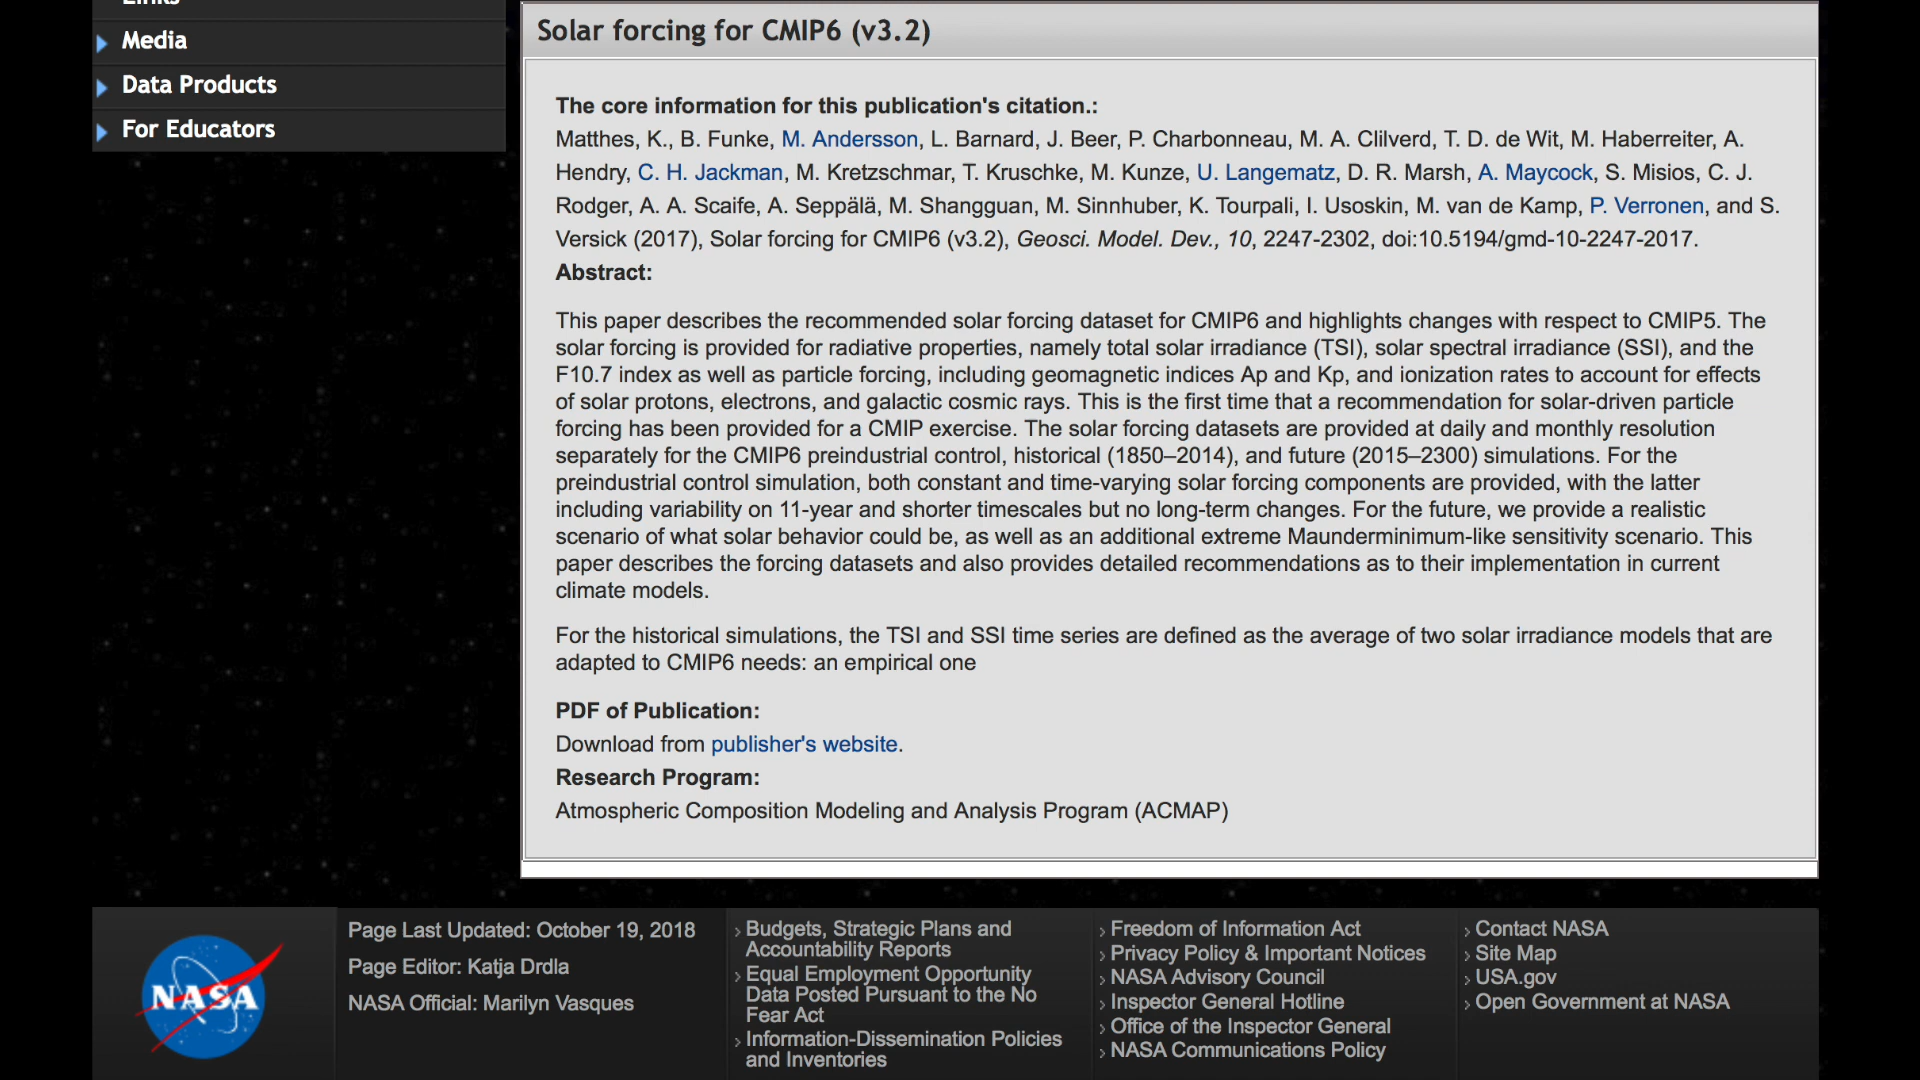 Links
Media
Data Products
For Educators
Solar forcing for CMIP6 (v3.2)
The core information for this publication's citation.:
Matthes, K., B. Funke, M. Andersson, L. Barnard, J. Beer, P. Charbonneau, M. A. Clilverd, T. D. de Wit, M. Haberreiter, A.
Hendry, C. H. Jackman, M. Kretzschmar, T. Kruschke, M. Kunze, U. Langematz, D. R. Marsh, A. Maycock, S. Misios, C. J.
Rodger, A. A. Scaife, A. Seppälä, M. Shangguan, M. Sinnhuber, K. Tourpali, I. Usoskin, M. van de Kamp, P. Verronen, and S.
Versick (2017), Solar forcing for CMIP6 (v3.2), Geosci. Model. Dev., 10, 2247-2302, doi:10.5194/gmd-10-2247-2017.
Abstract:
This paper describes the recommended solar forcing dataset for CMIP6 and highlights changes with respect to CMIP5. The
solar forcing is provided for radiative properties, namely total solar irradiance (TSI), solar spectral irradiance (SSI), and the
F10.7 index as well as particle forcing, including geomagnetic indices Ap and Kp, and ionization rates to account for effects
of solar protons, electrons, and galactic cosmic rays. This is the first time that a recommendation for solar-driven particle
forcing has been provided for a CMIP exercise. The solar forcing datasets are provided at daily and monthly resolution
separately for the CMIP6 preindustrial control, historical (1850–2014), and future (2015–2300) simulations. For the
preindustrial control simulation, both constant and time-varying solar forcing components are provided, with the latter
including variability on 11-year and shorter timescales but no long-term changes. For the future, we provide a realistic
scenario of what solar behavior could be, as well as an additional extreme Maunderminimum-like sensitivity scenario. This
paper describes the forcing datasets and also provides detailed recommendations as to their implementation in current
climate models.
For the historical simulations, the TSI and SSI time series are defined as the average of two solar irradiance models that are
adapted to CMIP6 needs: an empirical one
PDF of Publication:
Download from publisher's website.
Research Program:
Atmospheric Composition Modeling and Analysis Program (ACMAP)
NASA
Page Last Updated: October 19, 2018
Page Editor: Katja Drdla
NASA Official: Marilyn Vasques
Budgets, Strategic Plans and
Accountability Reports
Equal Employment Opportunity
Data Posted Pursuant to the No
Fear Act
Information-Dissemination Policies
and Inventories
Freedom of Information Act
Privacy Policy & Important Notices
NASA Advisory Council
Inspector General Hotline
Office of the Inspector General
NASA Communications Policy
Contact NASA
Site Map
USA.gov
Open Government at NASA